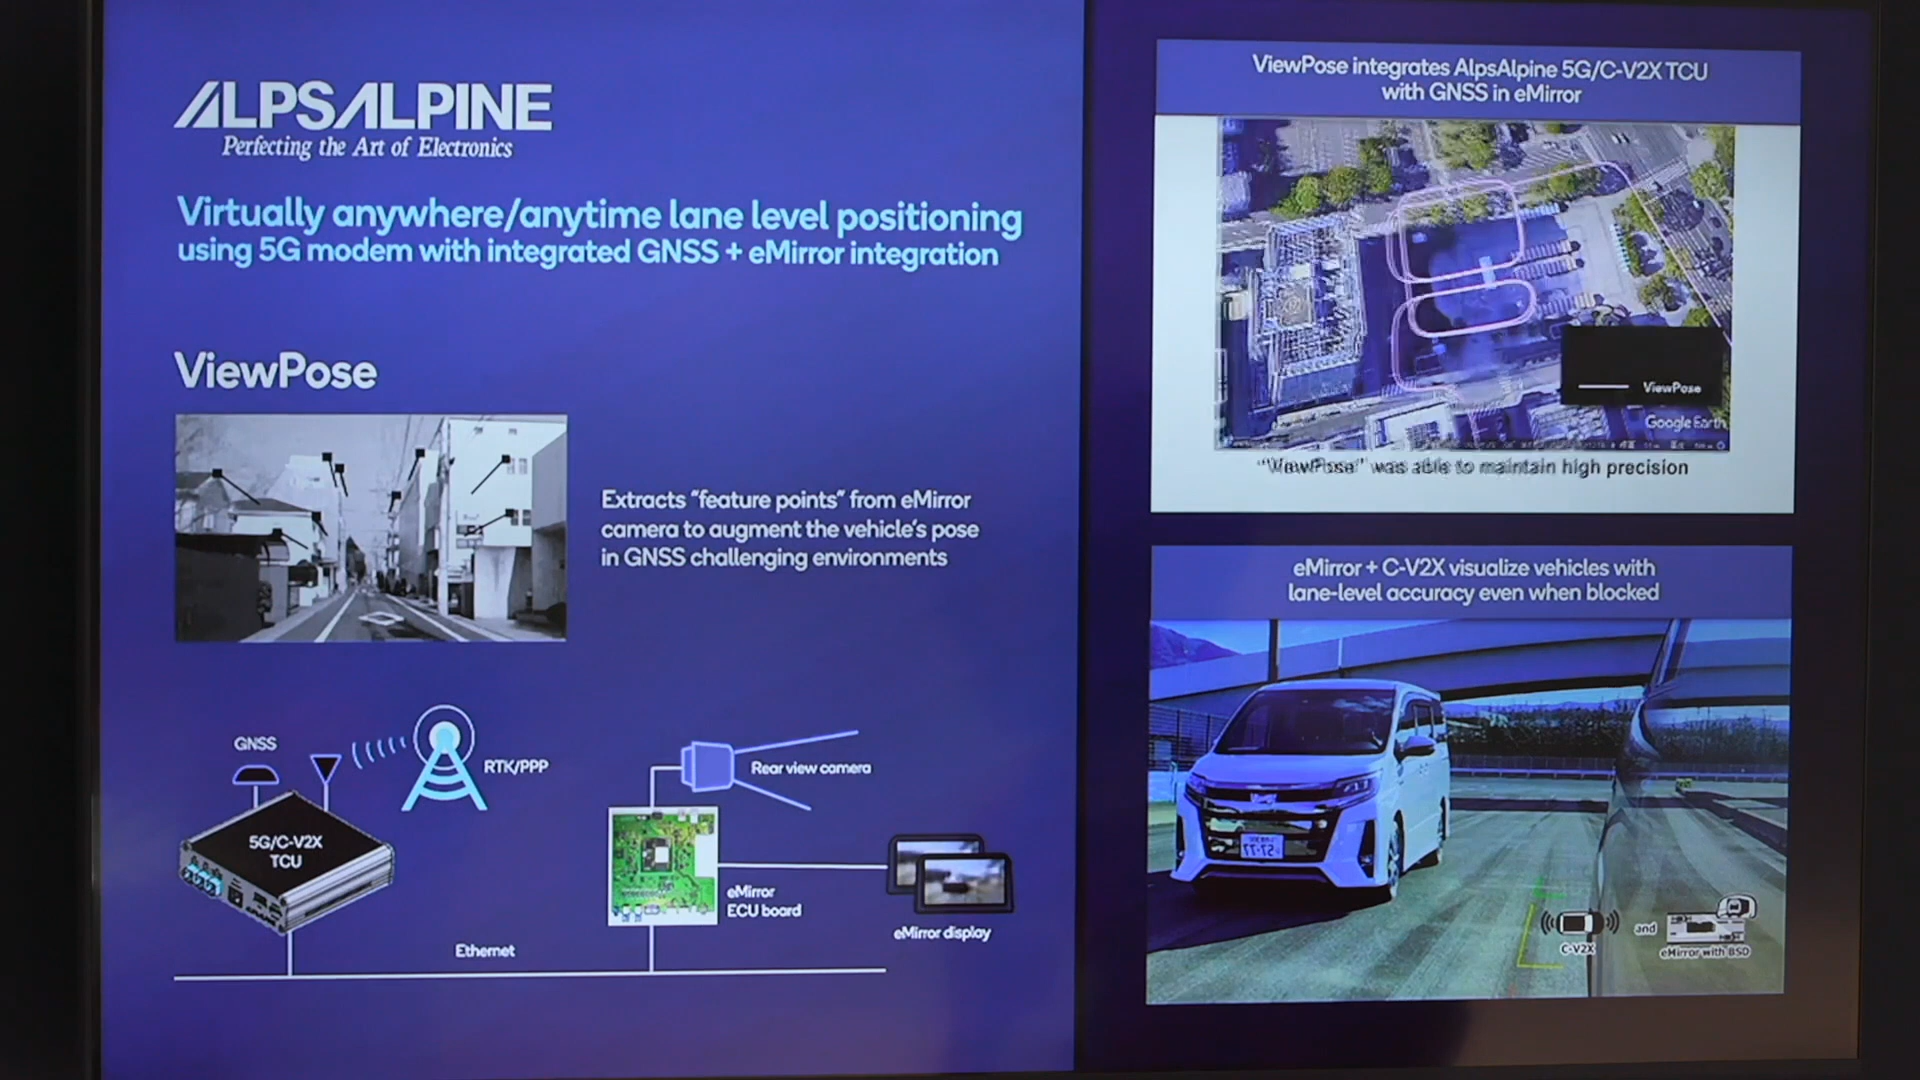 ALPSALPINE
Perfecting the Art of Electronics
Virtually anywhere/anytime lane level positioning
using 5G modem with integrated GNSS + eMirror integration
ViewPose
Extracts "feature points" from eMirror
camera to augment the vehicle's pose
in GNSS challenging environments
GNSS
RTK/PPP
5G/C-V2X
TCU
Ethernet
Rear view camera
eMirror
ECU board
eMirror display
ViewPose integrates AlpsAlpine 5G/C-V2X TCU
with GNSS in eMirror
ViewPose
Google Earth
"ViewPose" was able to maintain high precision
eMirror + C-V2X visualize vehicles with
lane-level accuracy even when blocked
77-57
C-V2X
and
eMirror with BSD